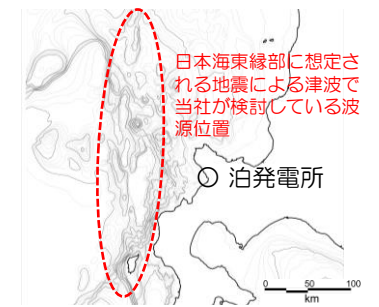 日本海東縁部に想定さ
れる地震による津波で
当社が検討している波
源位置
泊発電所
0 50 100
km